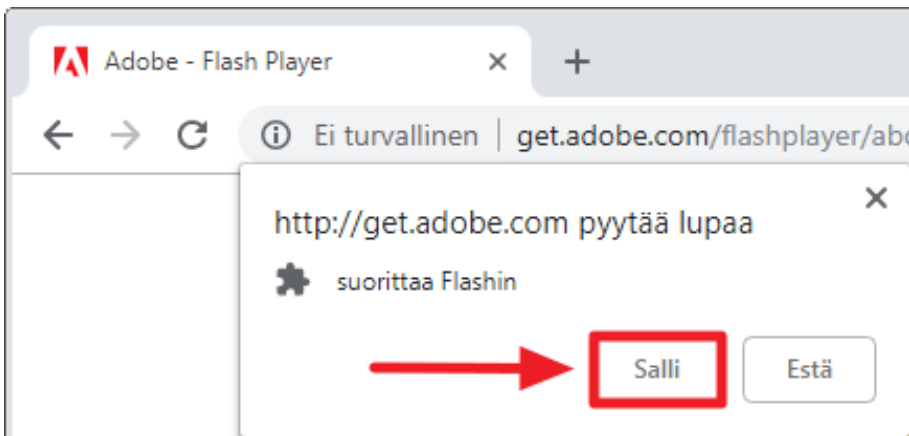 Adobe - Flash Player
Ei turvallinen | get.adobe.com/flashplayer/abo
http://get.adobe.com pyytää lupaa
suorittaa Flashin
Salli Estä